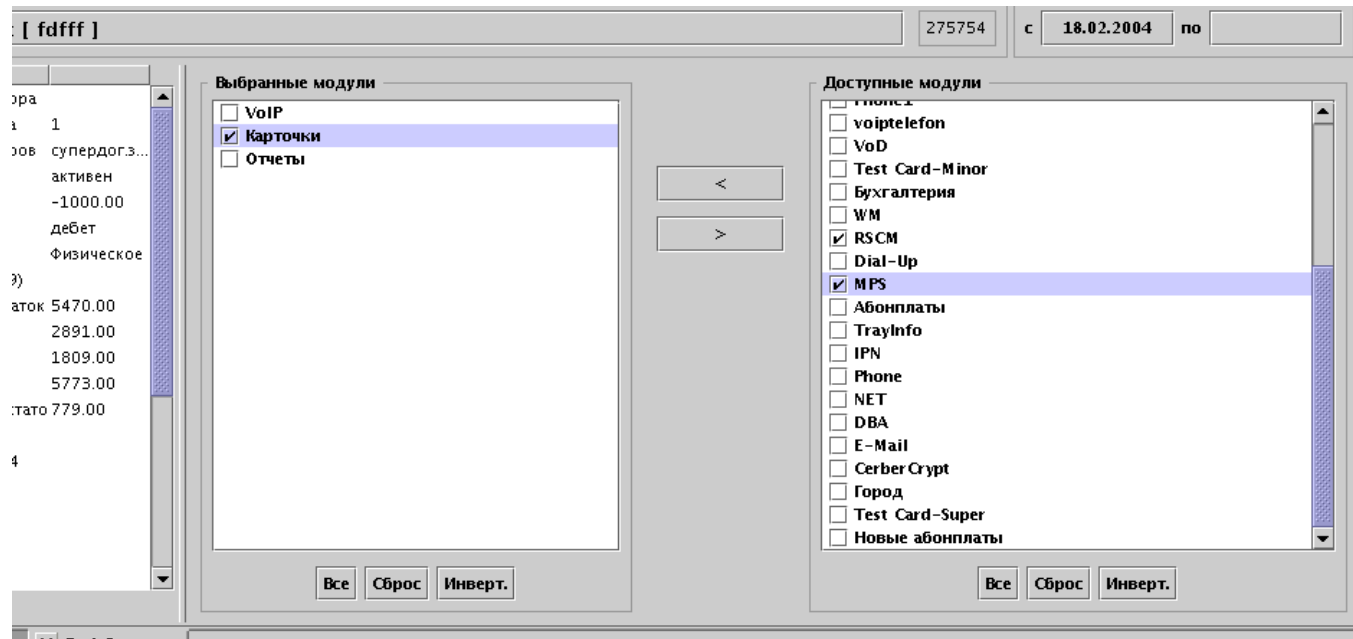 [ fdfff ]
275754
с 18.02.2004 по
1
супердог.з...
активен
-1000.00
дебет
Физическое
5470.00
2891.00
1809.00
5773.00
779.00
4
Выбранные модули
VoIP
Карточки
Отчеты
Все Сброс Инверт.
<
>
Доступные модули
Phone1
voiptelefon
VoD
Test Card-Minor
Бухгалтерия
WM
RSCM
Dial-Up
MPS
Абонплаты
TrayInfo
IPN
Phone
NET
DBA
E-Mail
CerberCrypt
Город
Test Card-Super
Новые абонплаты
Все Сброс Инверт.